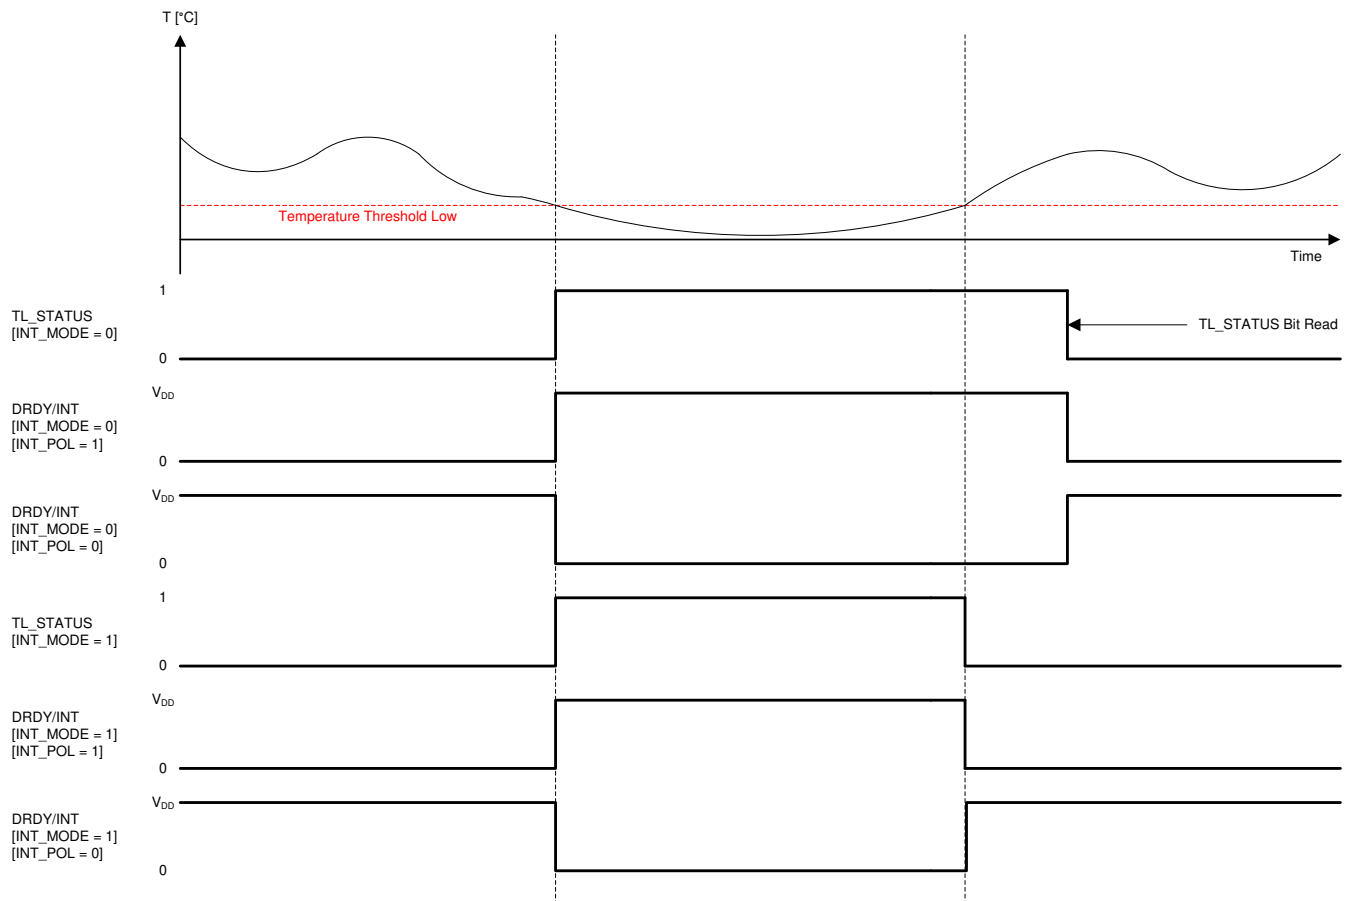 T [°C]
Temperature Threshold Low
Time
TL_STATUS
[INT_MODE = 0]
1
0
TL_STATUS Bit Read
DRDY/INT
[INT_MODE = 0]
[INT_POL = 1]
VDD
0
DRDY/INT
[INT_MODE = 0]
[INT_POL = 0]
VDD
0
TL_STATUS
[INT_MODE = 1]
1
0
DRDY/INT
[INT_MODE = 1]
[INT_POL = 1]
VDD
0
DRDY/INT
[INT_MODE = 1]
[INT_POL = 0]
VDD
0